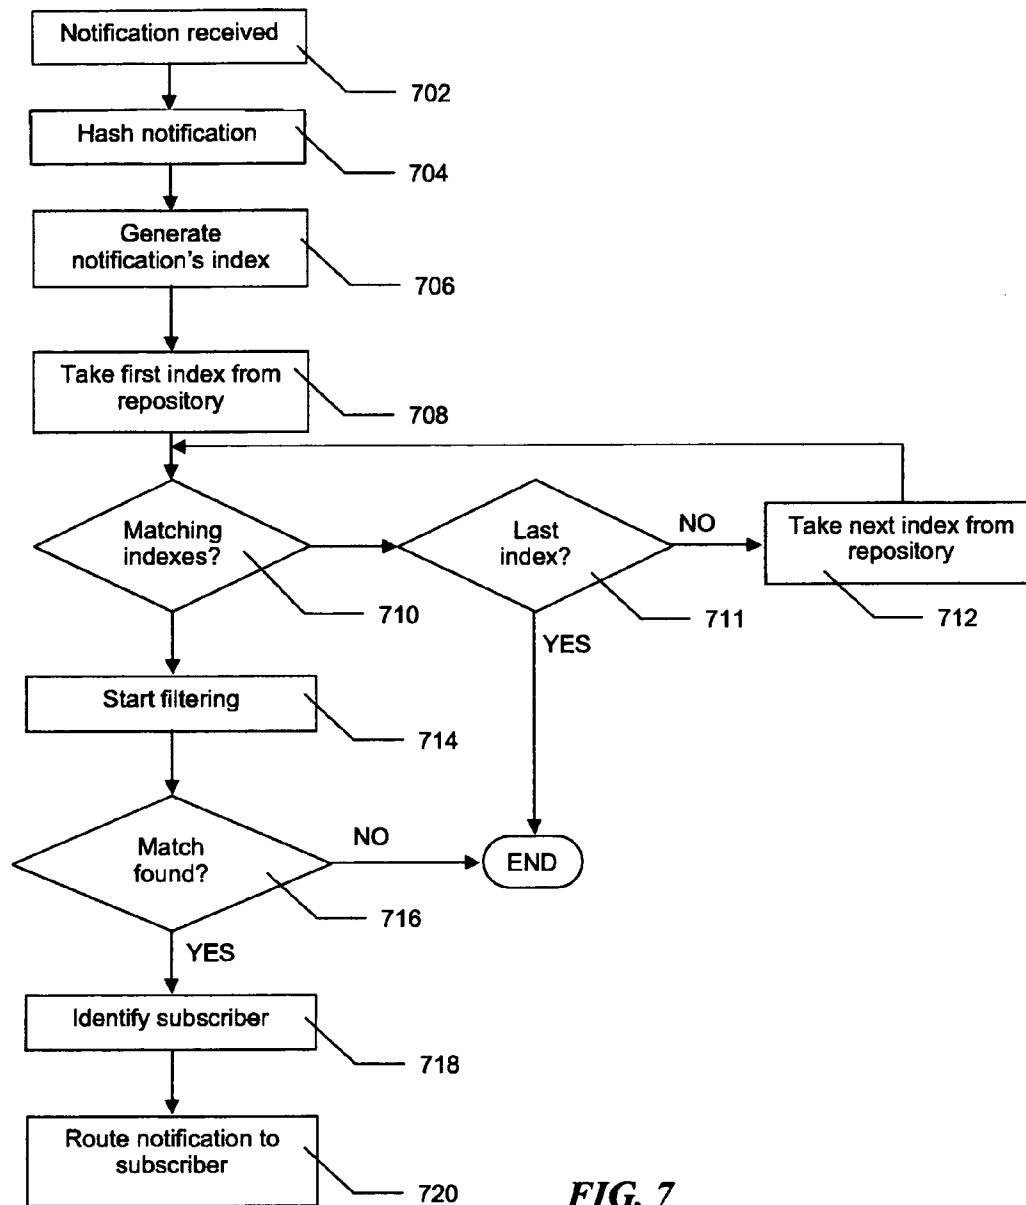 Notification received
702
Hash notification
704
Generate
notification's index
706
Take first index from
repository
708
Matching
indexes?
710
Last
index?
711
NO
YES
Take next index from
repository
712
Start filtering
714
Match
found?
716
NO
END
YES
Identify subscriber
718
Route notification to
subscriber
720
FIG. 7